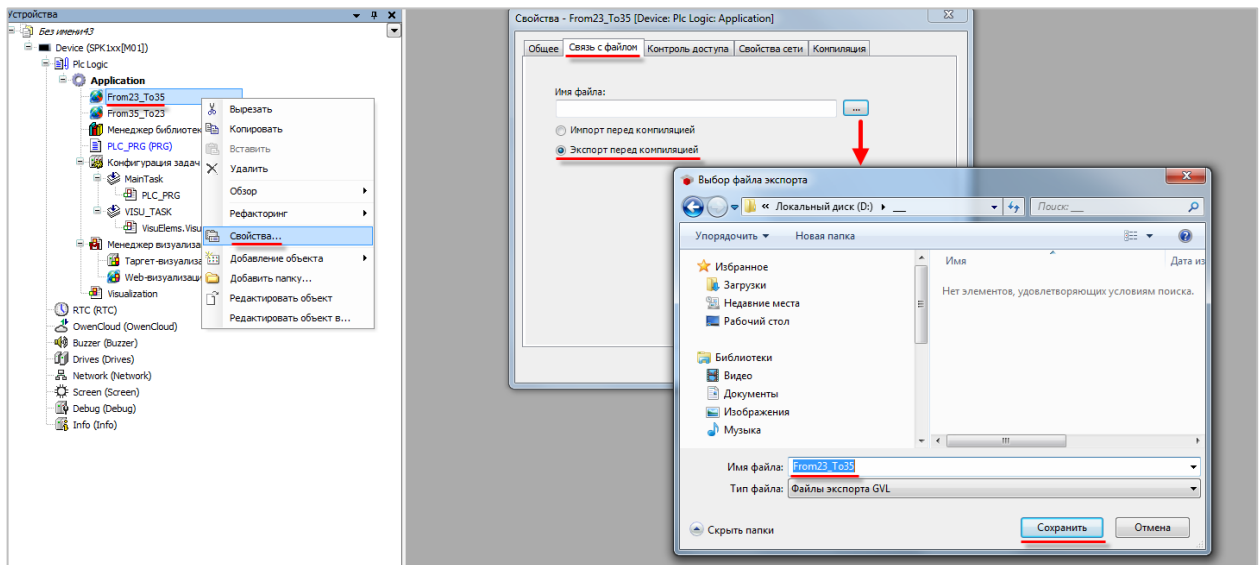 Устройства
Без имени43
Device (SPK1xx[M01])
Plc Logic
Application
From23_To35
From35_To23
Менеджер библиотек
PLC_PRG (PRG)
Конфигурация задач
MainTask
PLC_PRG
VISU_TASK
VisuElems.Visu
Менеджер визуализа
Таргет-визуализа
Web-визуализаци
Visualization
RTC (RTC)
OwenCloud (OwenCloud)
Buzzer (Buzzer)
Drives (Drives)
Network (Network)
Screen (Screen)
Debug (Debug)
Info (Info)
Вырезать
Копировать
Вставить
Удалить
Обзор
Рефакторинг
Свойства...
Добавление объекта
Добавить папку...
Редактировать объект
Редактировать объект в...
Свойства - From23_To35 [Device: Plc Logic: Application]
Общее Связь с файлом Контроль доступа Свойства сети Компиляция
Имя файла:
...
Импорт перед компиляцией
Экспорт перед компиляцией
Выбор файла экспорта
« Локальный диск (D:) ▸ __
Поиск: __
Упорядочить Новая папка
Избранное
Загрузки
Недавние места
Рабочий стол
Библиотеки
Видео
Документы
Изображения
Музыка
Имя Дата из
Нет элементов, удовлетворяющих условиям поиска.
Имя файла: From23_To35
Тип файла: Файлы экспорта GVL
Скрыть папки Сохранить Отмена